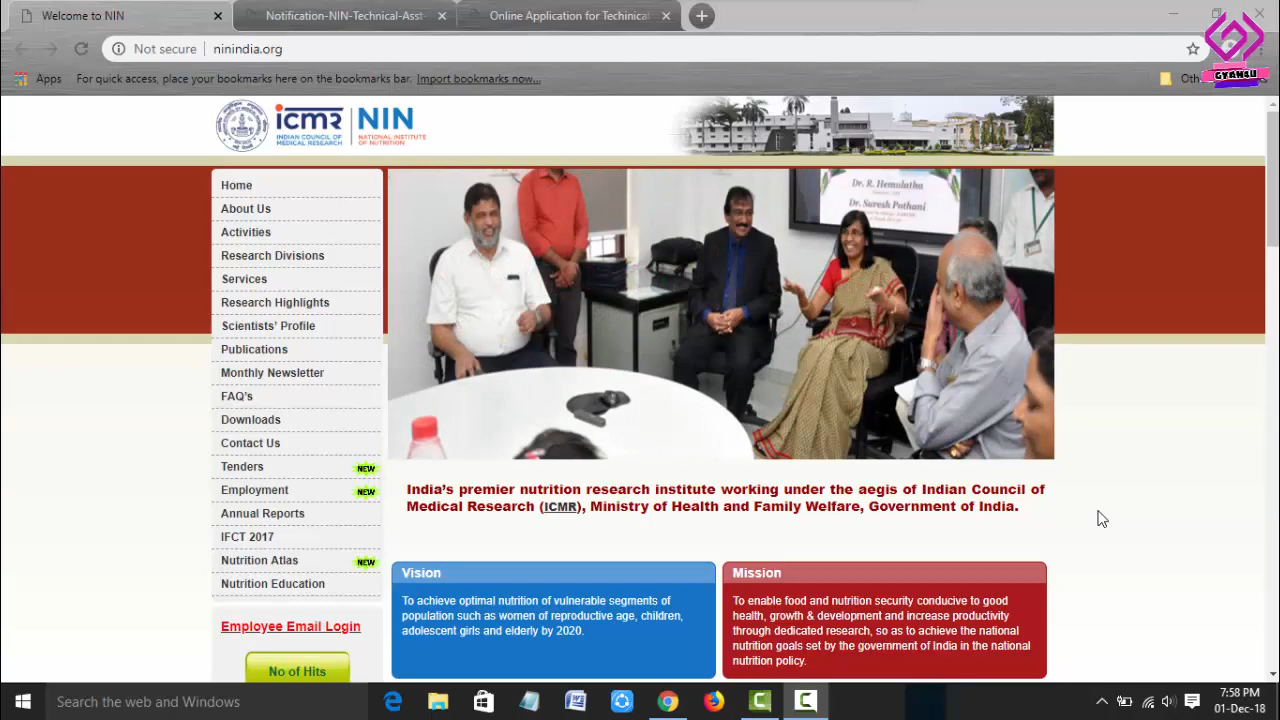 Welcome to NIN
Notification-NIN-Technical-Asst
Online Application for Techinical
Not secure
ninindia.org
Apps
For quick access, place your bookmarks here on the bookmarks bar. Import bookmarks now...
GYAN4U
icmr
INDIAN COUNCIL OF
MEDICAL RESEARCH
NIN
NATIONAL INSTITUTE
OF NUTRITION
Home
About Us
Activities
Research Divisions
Services
Research Highlights
Scientists' Profile
Publications
Monthly Newsletter
FAQ's
Downloads
Contact Us
Tenders NEW
Employment NEW
Annual Reports
IFCT 2017
Nutrition Atlas NEW
Nutrition Education
Employee Email Login
No of Hits
Dr. R. Hemalatha
Dr. Suresh Pothani
India's premier nutrition research institute working under the aegis of Indian Council of
Medical Research (ICMR), Ministry of Health and Family Welfare, Government of India.
Vision
To achieve optimal nutrition of vulnerable segments of
population such as women of reproductive age, children,
adolescent girls and elderly by 2020.
Mission
To enable food and nutrition security conducive to good
health, growth & development and increase productivity
through dedicated research, so as to achieve the national
nutrition goals set by the government of India in the national
nutrition policy.
Search the web and Windows
7:58 PM
01-Dec-18